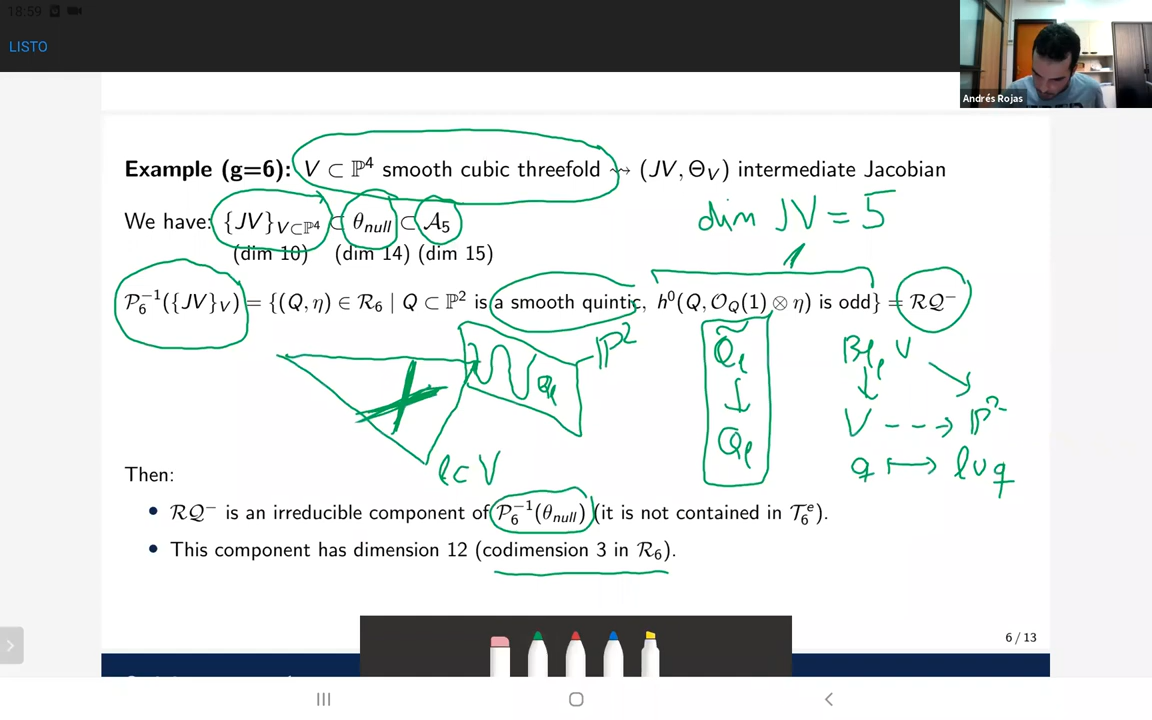 18:59
LISTO
Andrés Rojas
Example (g=6): V ⊂ ℙ⁴ smooth cubic threefold ⇝ (JV, Θ_V) intermediate Jacobian
dim JV = 5
We have: {JV}_{V⊂ℙ⁴} ⊂ θ_null ⊂ 𝒜₅
(dim 10) (dim 14) (dim 15)
𝒫₆⁻¹({JV}_V) = {(Q, η) ∈ ℛ₆ | Q ⊂ ℙ² is a smooth quintic, h⁰(Q, 𝒪_Q(1) ⊗ η) is odd} = ℛ𝒬⁻
ℙ²
Q_ℓ
Q̃_ℓ
↓
Q_ℓ
Bl_ℓ V
↓ ↘
V ⇢ ℙ²
q ⟼ ℓ∪q
ℓ ⊂ V
Then:
• ℛ𝒬⁻ is an irreducible component of 𝒫₆⁻¹(θ_null) (it is not contained in 𝒯₆ᵉ).
• This component has dimension 12 (codimension 3 in ℛ₆).
6 / 13